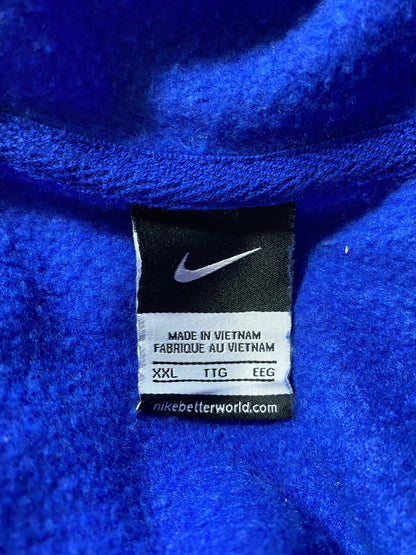 MADE IN VIETNAM
FABRIQUE AU VIETNAM
XXL TTG EEG
nikebetterworld.com